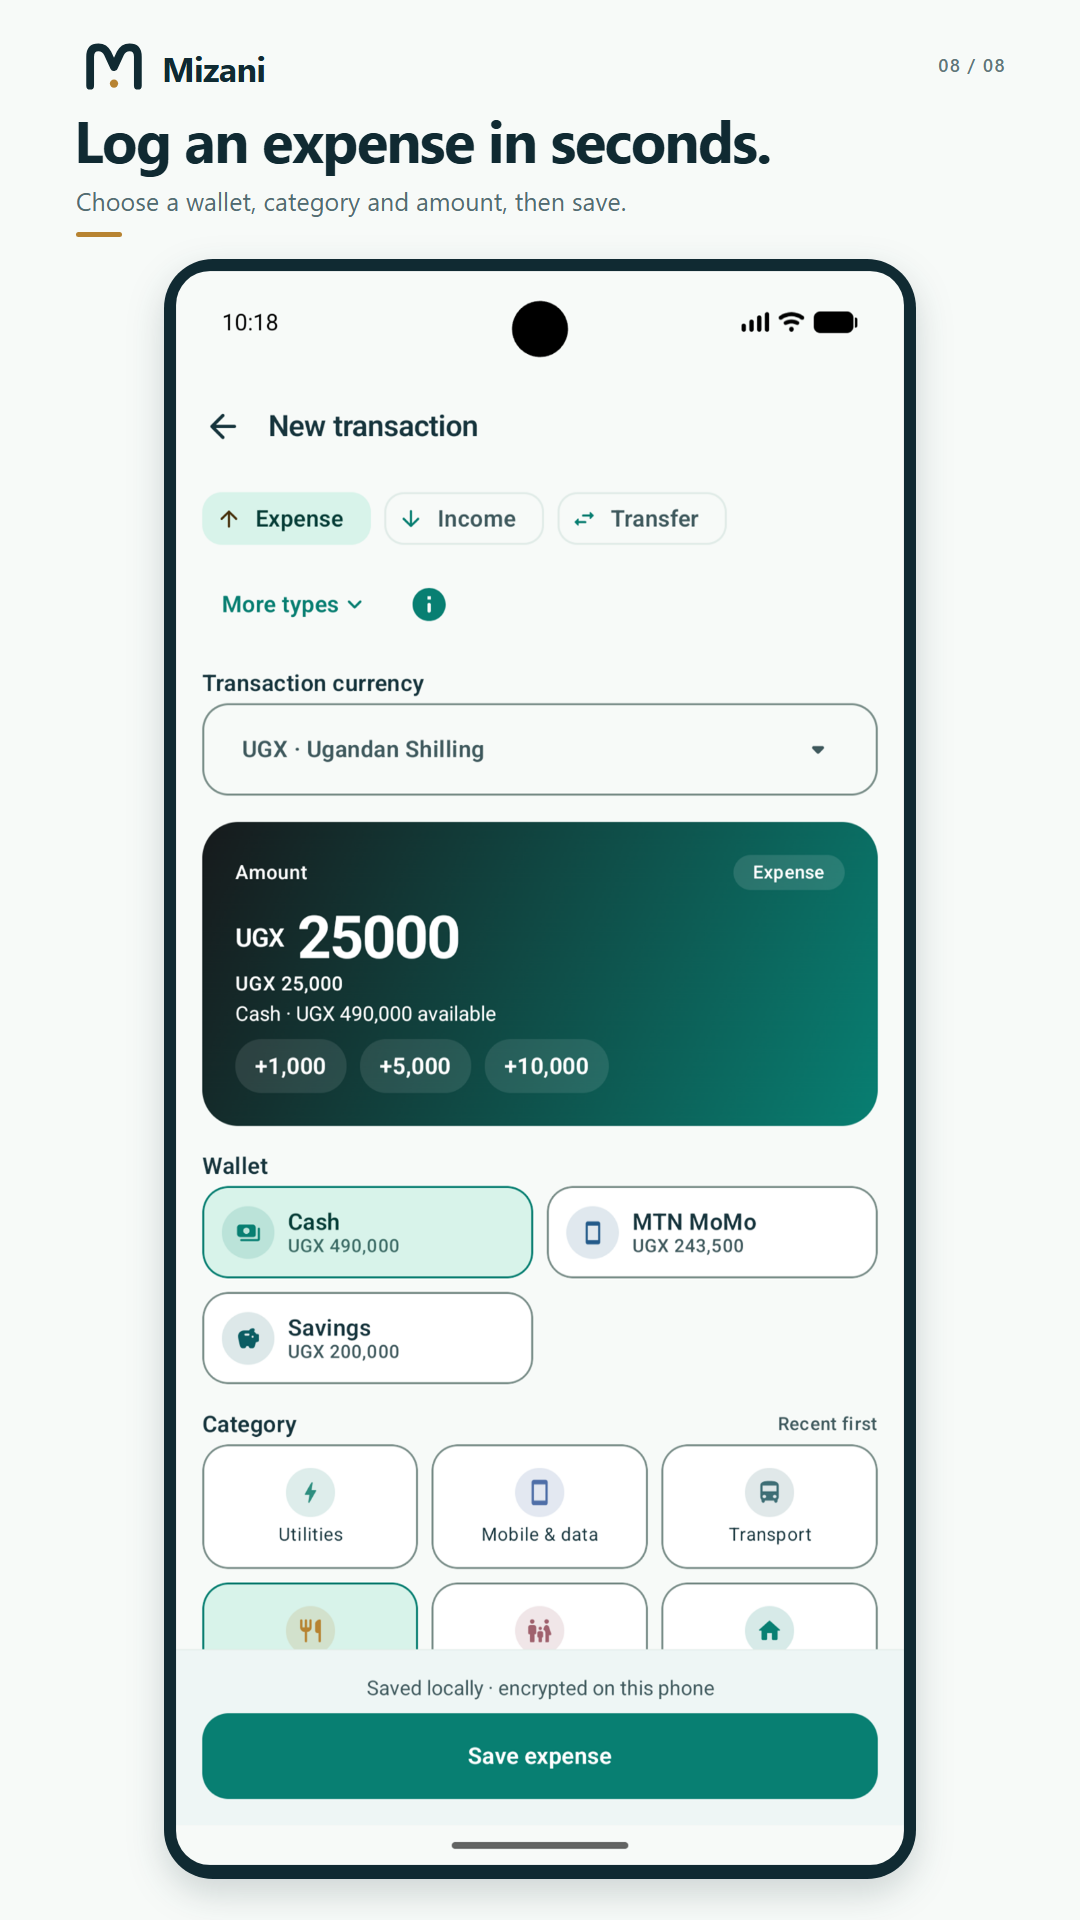 Mizani
08 / 08
Log an expense in seconds.
Choose a wallet, category and amount, then save.
10:18
New transaction
Expense
Income
Transfer
More types
Transaction currency
UGX · Ugandan Shilling
Amount
Expense
UGX 25000
UGX 25,000
Cash · UGX 490,000 available
+1,000
+5,000
+10,000
Wallet
Cash
UGX 490,000
MTN MoMo
UGX 243,500
Savings
UGX 200,000
Category
Recent first
Utilities
Mobile & data
Transport
Saved locally · encrypted on this phone
Save expense